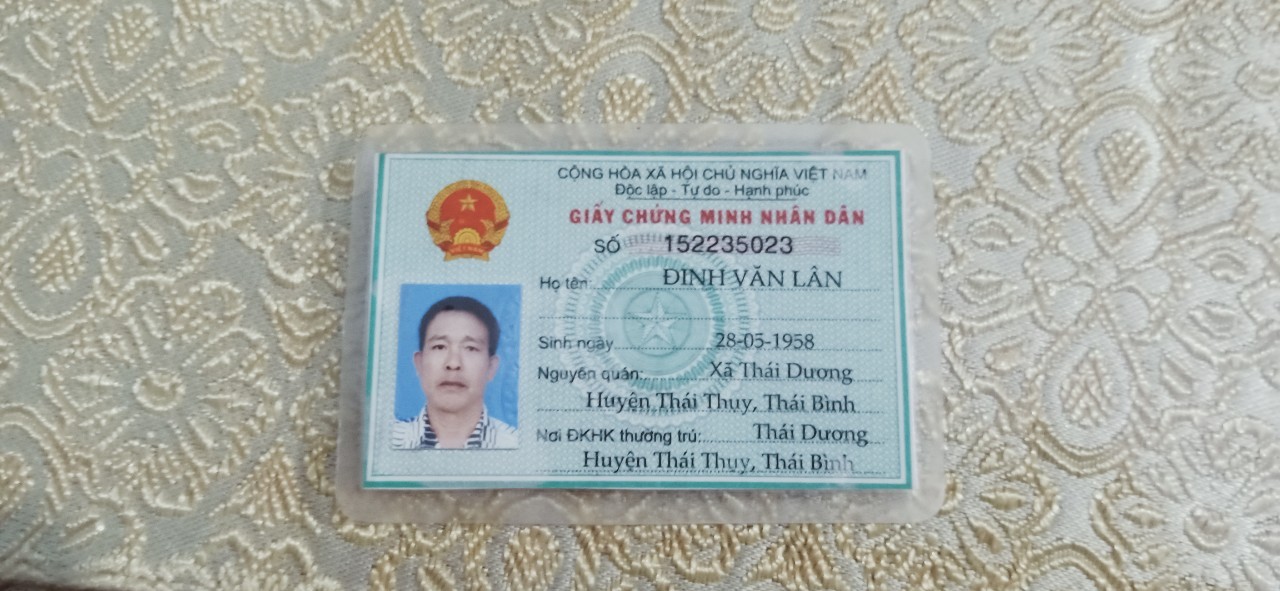 CỘNG HÒA XÃ HỘI CHỦ NGHĨA VIỆT NAM
Độc lập - Tự do - Hạnh phúc
GIẤY CHỨNG MINH NHÂN DÂN
SỐ 152235023
Họ tên: ĐINH VĂN LÂN
Sinh ngày 28-05-1958
Nguyên quán: Xã Thái Dương
Huyện Thái Thụy, Thái Bình
Nơi ĐKHK thường trú: Thái Dương
Huyện Thái Thụy, Thái Bình
VIỆT NAM